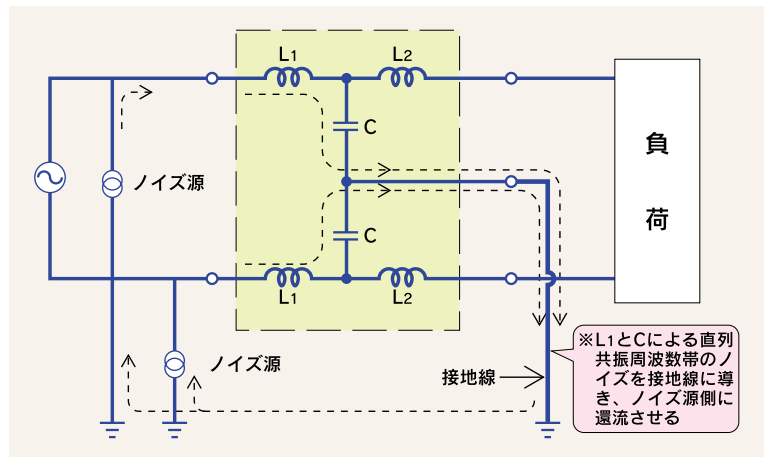 L1
L2
C
負
荷
ノイズ源
C
L1
L2
ノイズ源
接地線
※L1とCによる直列
共振周波数帯のノ
イズを接地線に導
き、ノイズ源側に
還流させる